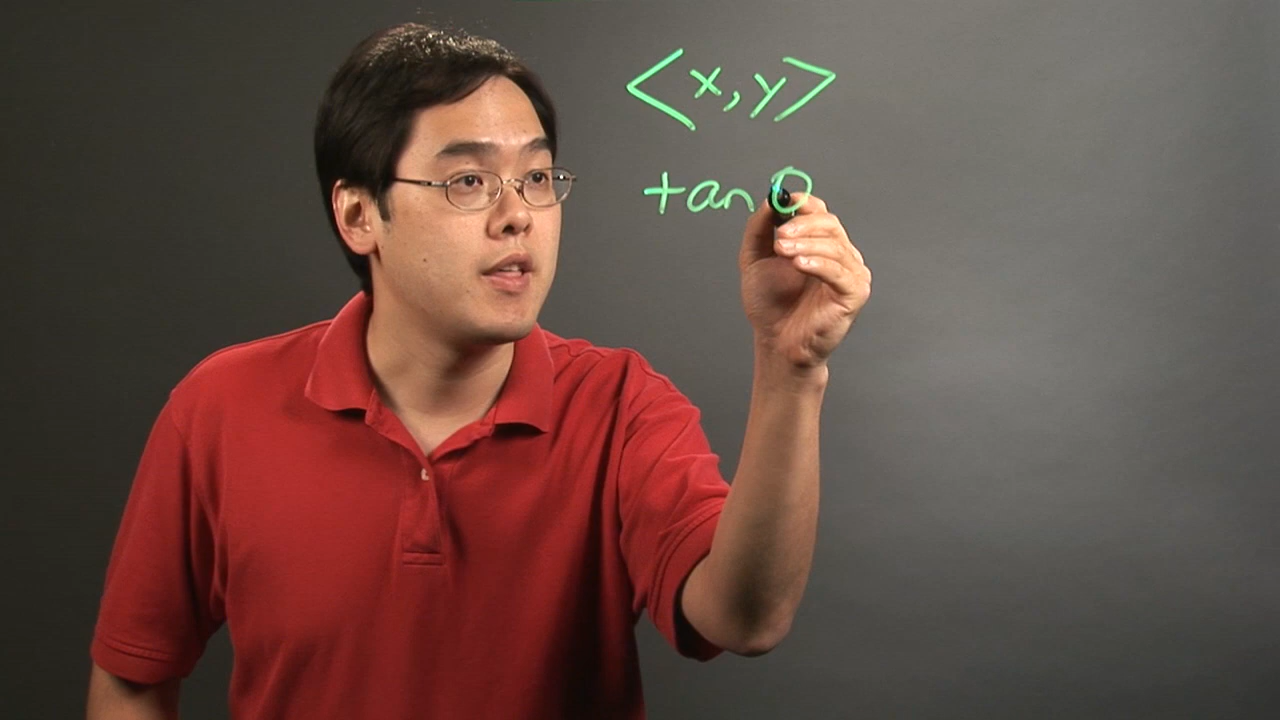 <x,y>
tan θ